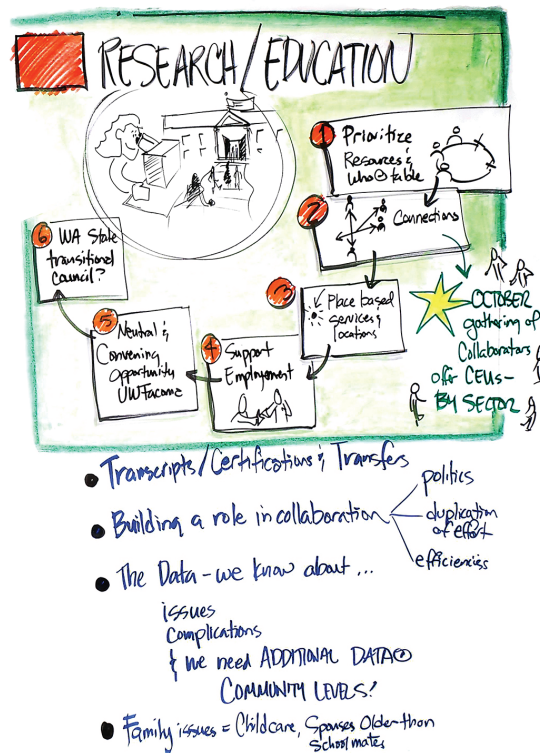 RESEARCH/EDUCATION
1 Prioritize
Resources &
who @ table
2 Connections
3 Place based
services &
locations
4 Support
Employement
5 Neutral &
Convening
Opportunity
UWTacoma
6 WA State
transitional
council?
OCTOBER
gathering of
Collaborators
offer CEUs-
BY SECTOR
• Transcripts/Certifications & Transfers
• Building a role in collaboration
politics
duplication
of effort
efficiencies
• The Data - we know about ...
issues
Complications
& we need ADDITIONAL DATA @
COMMUNITY LEVELS!
• Family issues = Childcare, Spouses Older than
School mates